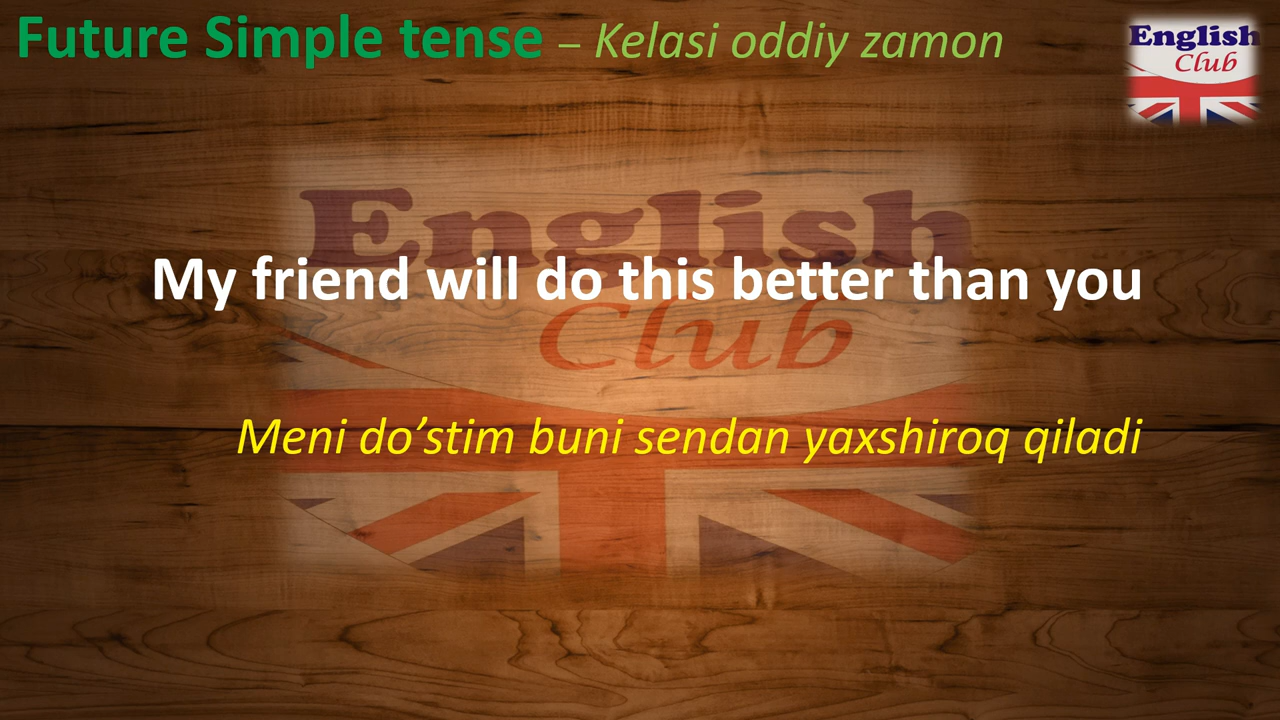 Future Simple tense – Kelasi oddiy zamon
English
Club
English
My friend will do this better than you
Club
Meni do’stim buni sendan yaxshiroq qiladi